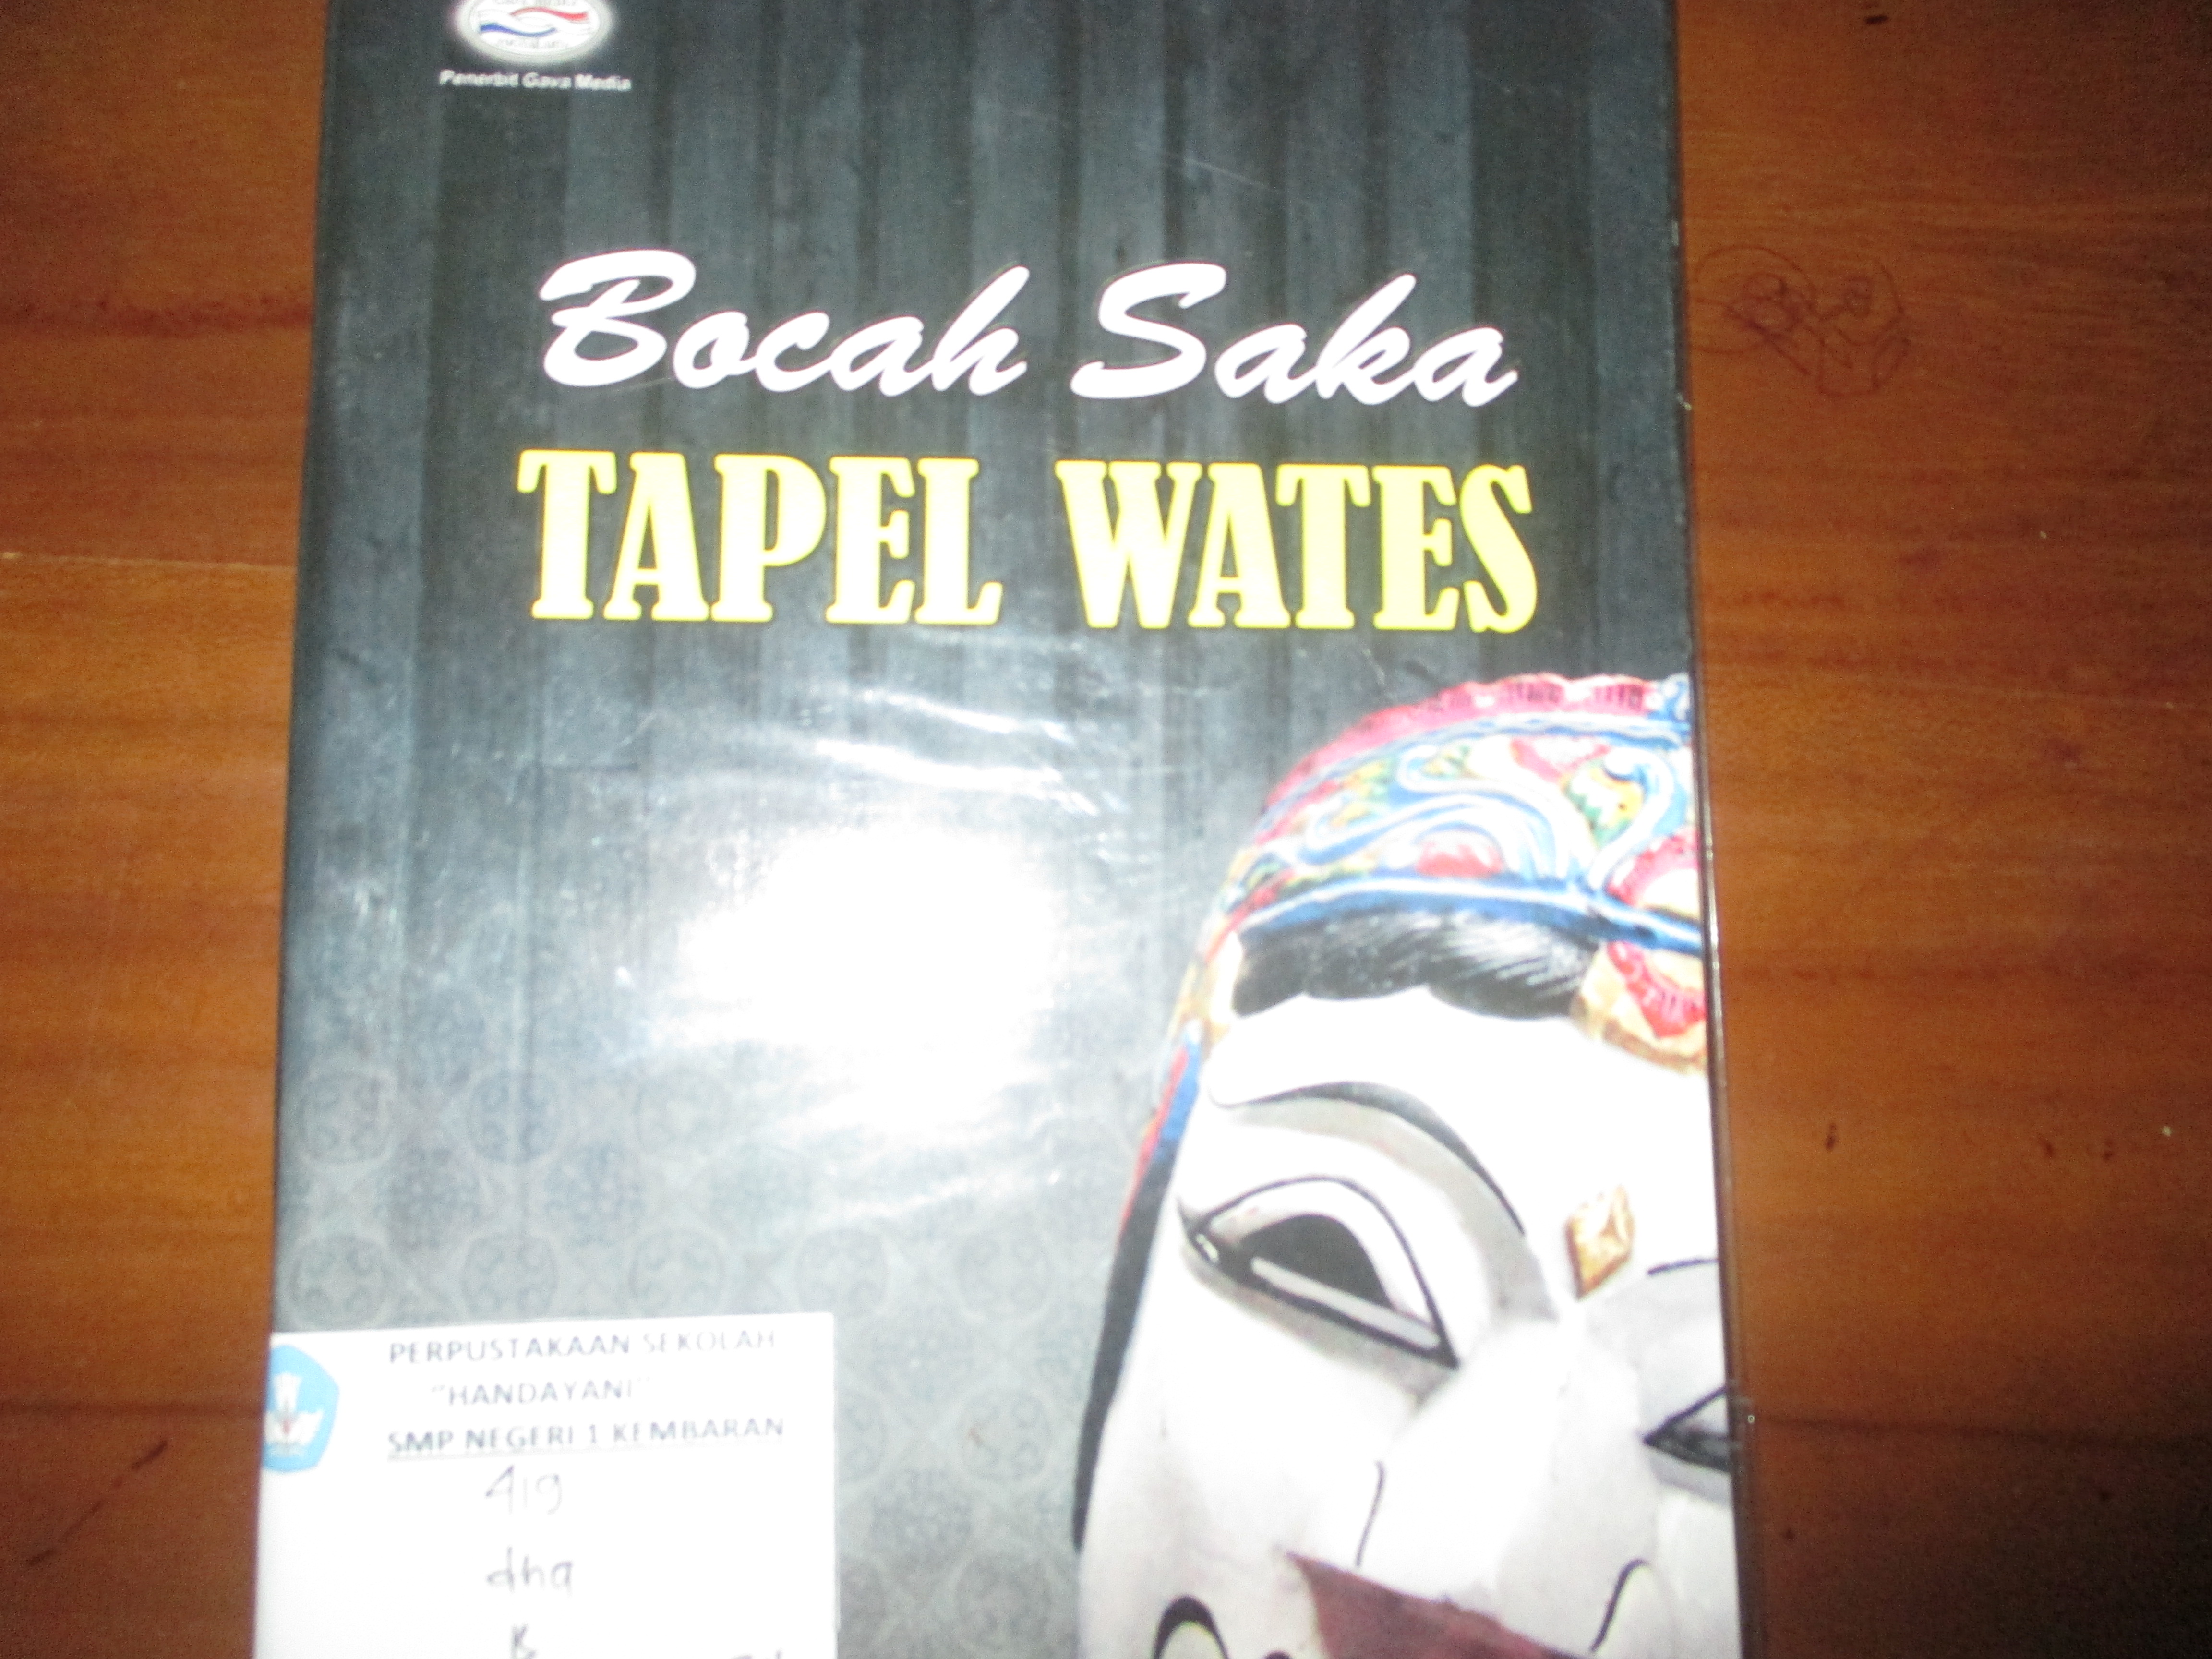 Penerbit Gava Media
Bocah Saka
TAPEL WATES
PERPUSTAKAAN SEKOLAH
"HANDAYANI"
SMP NEGERI 1 KEMBARAN
419
dha
B